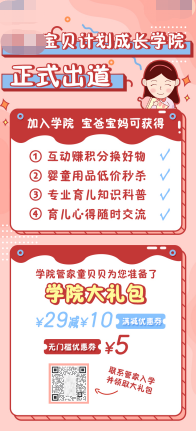 宝贝计划成长学院
正式出道
加入学院 宝爸宝妈可获得
① 互动赚积分换好物
② 婴童用品低价秒杀
③ 专业育儿知识科普
④ 育儿心得随时交流
学院管家童贝贝为您准备了
学院大礼包
¥29减¥10 满减优惠券
无门槛优惠券 ¥5
联系管家入学
并领取大礼包